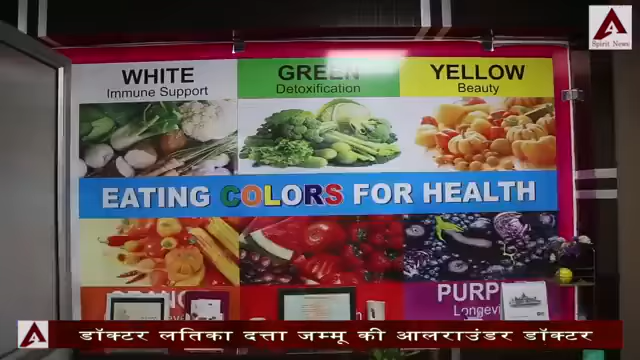 Spirit News
WHITE
Immune Support
GREEN
Detoxification
YELLOW
Beauty
EATING COLORS FOR HEALTH
डॉक्टर लतिका दत्ता जम्मू की आलराउंडर डॉक्टर